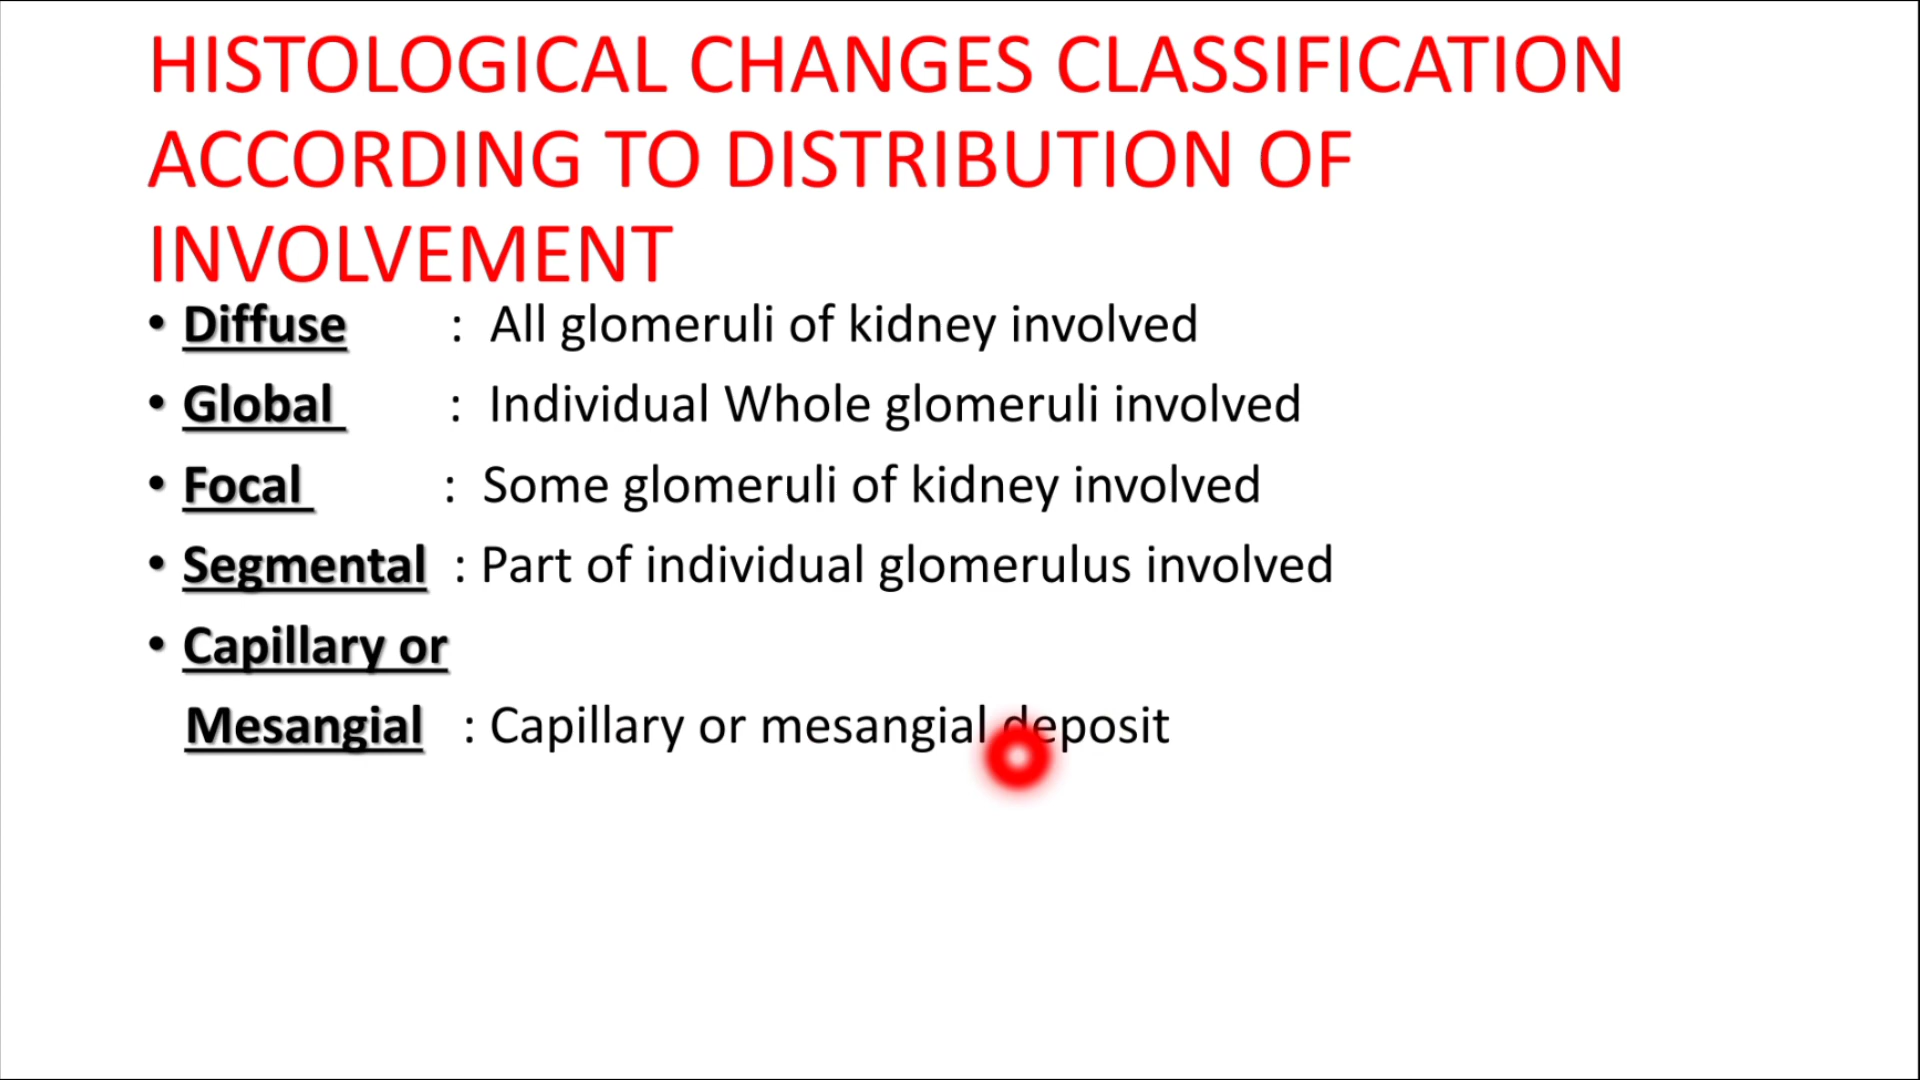 HISTOLOGICAL CHANGES CLASSIFICATION
ACCORDING TO DISTRIBUTION OF
INVOLVEMENT
• Diffuse : All glomeruli of kidney involved
• Global : Individual Whole glomeruli involved
• Focal : Some glomeruli of kidney involved
• Segmental : Part of individual glomerulus involved
• Capillary or
Mesangial : Capillary or mesangial deposit